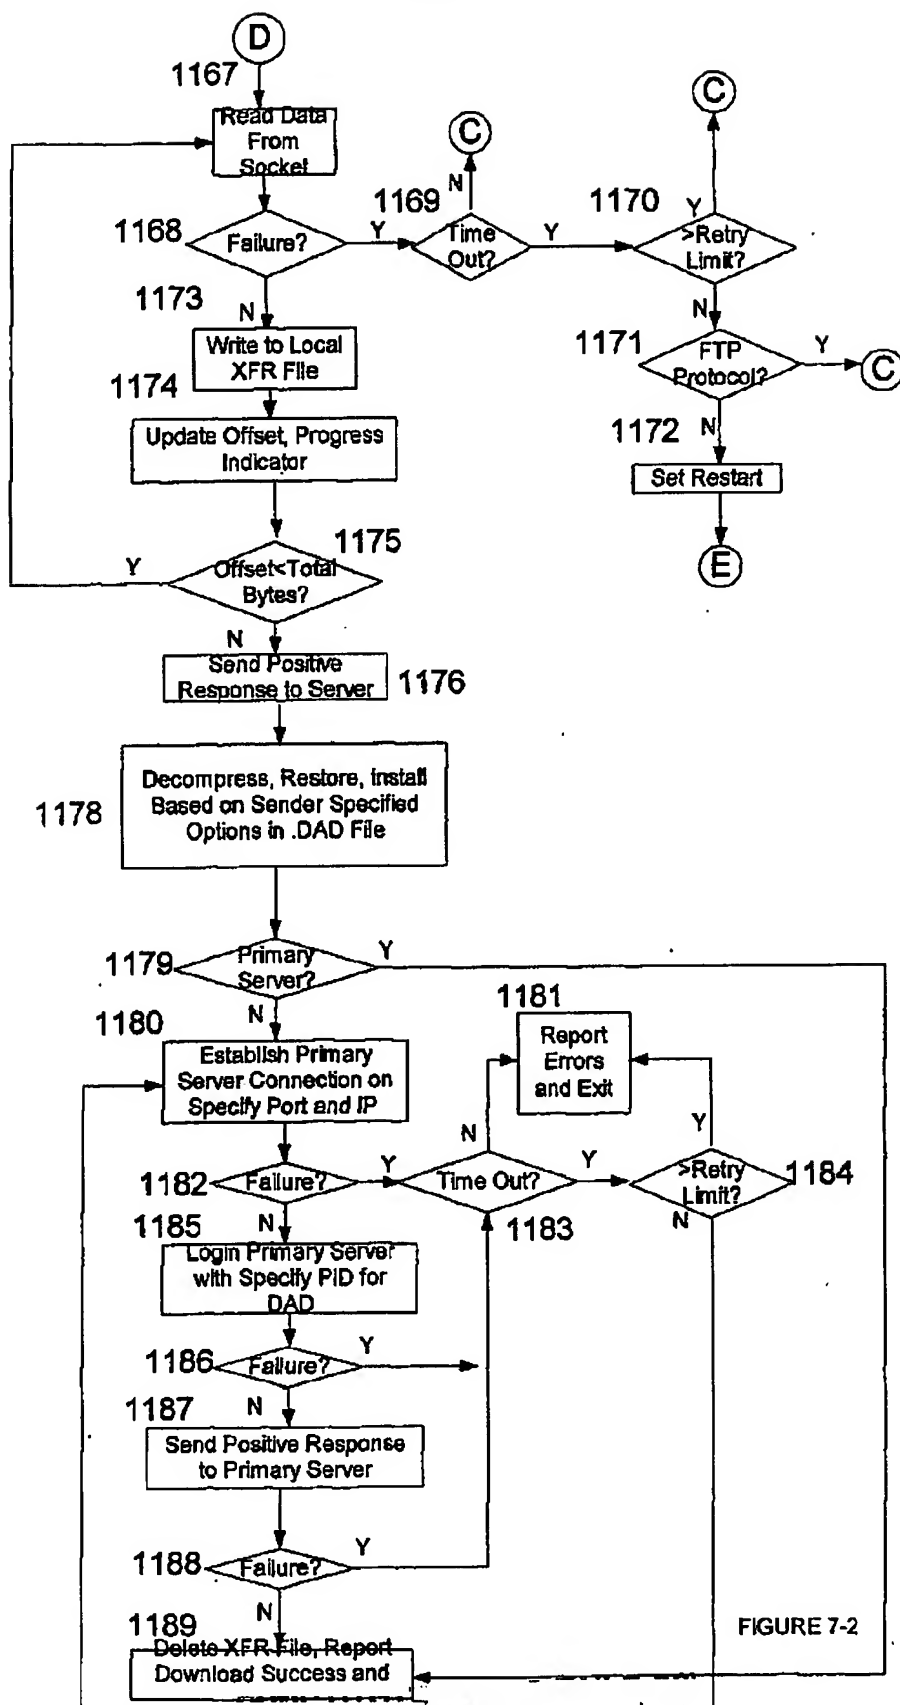 D
1167
Read Data
From
Socket
C
C
N
1169
1170
Y
1168
Failure?
Y
Time
Out?
Y
>Retry
Limit?
1173
N
N
Write to Local
XFR File
1171
FTP
Protocol?
Y
C
1174
1172
N
Update Offset, Progress
Indicator
Set Restart
1175
E
Y
Offset<Total
Bytes?
N
Send Positive
Response to Server
1176
1178
Decompress, Restore, Install
Based on Sender Specified
Options in .DAD File
1179
Primary
Server?
Y
1181
N
1180
Report
Errors
and Exit
Establish Primary
Server Connection on
Specify Port and IP
N
Y
1182
Failure?
Y
Time Out?
Y
>Retry
Limit?
1184
N
1185
N
1183
Login Primary Server
with Specify PID for
DAD
1186
Failure?
Y
1187
N
Send Positive Response
to Primary Server
1188
Failure?
Y
N
1189
FIGURE 7-2
Delete XFR File, Report
Download Success and